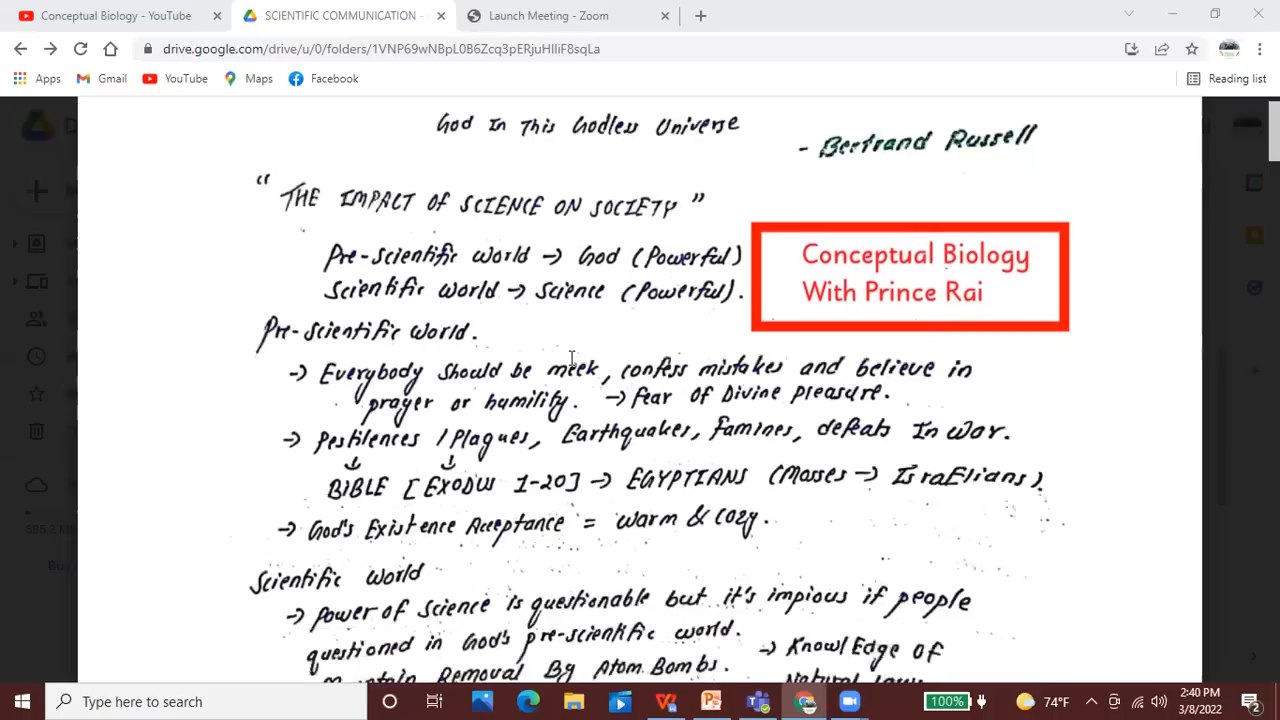 Conceptual Biology - YouTube
SCIENTIFIC COMMUNICATION -
Launch Meeting - Zoom
drive.google.com/drive/u/0/folders/1VNP69wNBpL0B6Zcq3pERjuHIliF8sqLa
Apps Gmail YouTube Maps Facebook Reading list
God In This Godless Universe
- Bertrand Russell
"THE IMPACT OF SCIENCE ON SOCIETY"
Pre-Scientific World → God (Powerful)
Scientific World → Science (Powerful).
Conceptual Biology
With Prince Rai
Pre-Scientific World.
→ Everybody should be meek, confess mistakes and believe in
prayer or humility. → Fear Of Divine Pleasure.
→ Pestilences / Plagues, Earthquakes, Famines, defeats In War.
BIBLE [EXODUS 1-20] → EGYPTIANS (Masses → IsraElians).
→ God's Existence Acceptance = Warm & Cozy.
Scientific World
→ Power of Science is questionable but it's impious if people
questioned in God's pre-scientific world.
→ KnowlEdge OF
Mountain Removal By Atom Bombs.
Natural Laws
Type here to search
100%
74°F
2:40 PM
3/8/2022
2